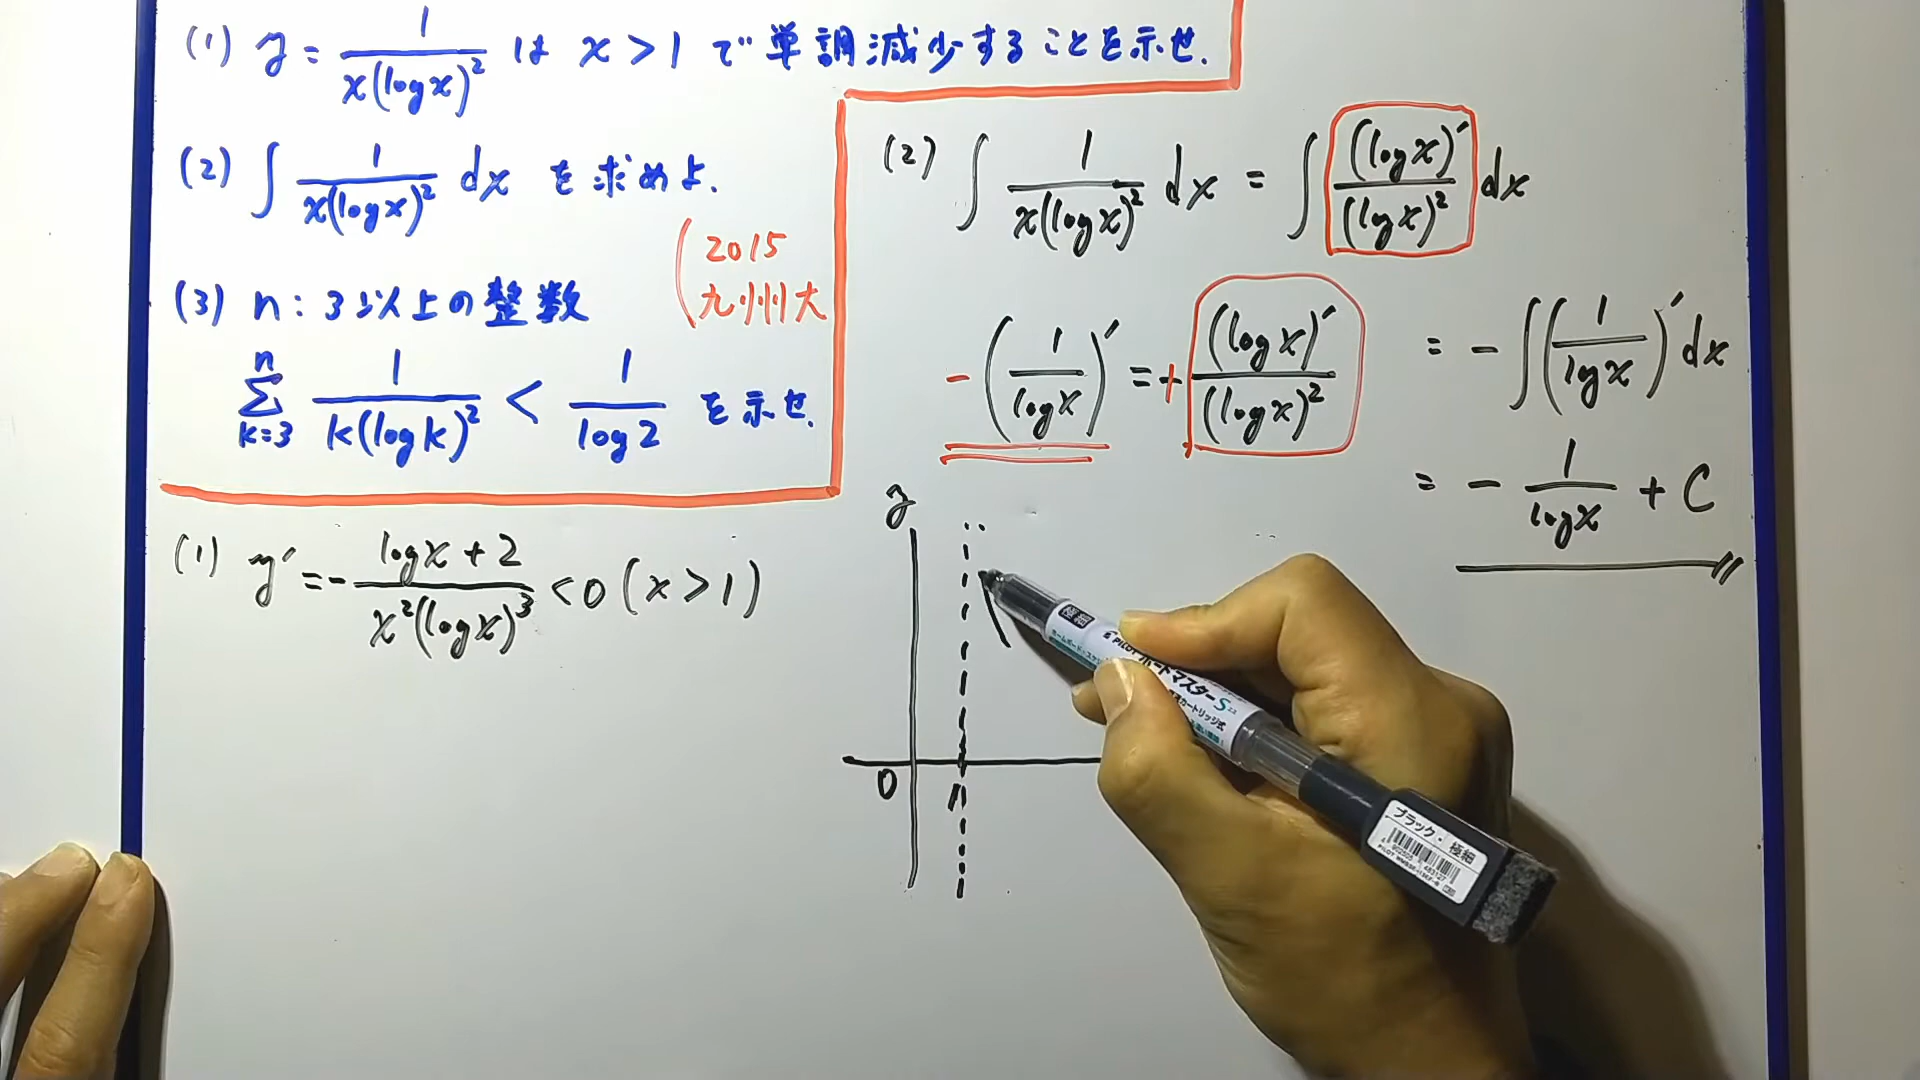 (1) y = 1/(x(log x)²) は x > 1 で単調減少することを示せ.
(2) ∫ 1/(x(log x)²) dx を求めよ.
(2015 九州大
(3) n : 3以上の整数
Σ_{k=3}^{n} 1/(k(log k)²) < 1/(log 2) を示せ.
(1) y′ = - (log x + 2)/(x²(log x)³) < 0 (x > 1)
(2) ∫ 1/(x(log x)²) dx = ∫ (log x)′/(log x)² dx
-(1/(log x))′ = + (log x)′/(log x)²
= - ∫ (1/(log x))′ dx
= - 1/(log x) + C
y
0
1
PILOT ボードマスターS
ブラック・極細